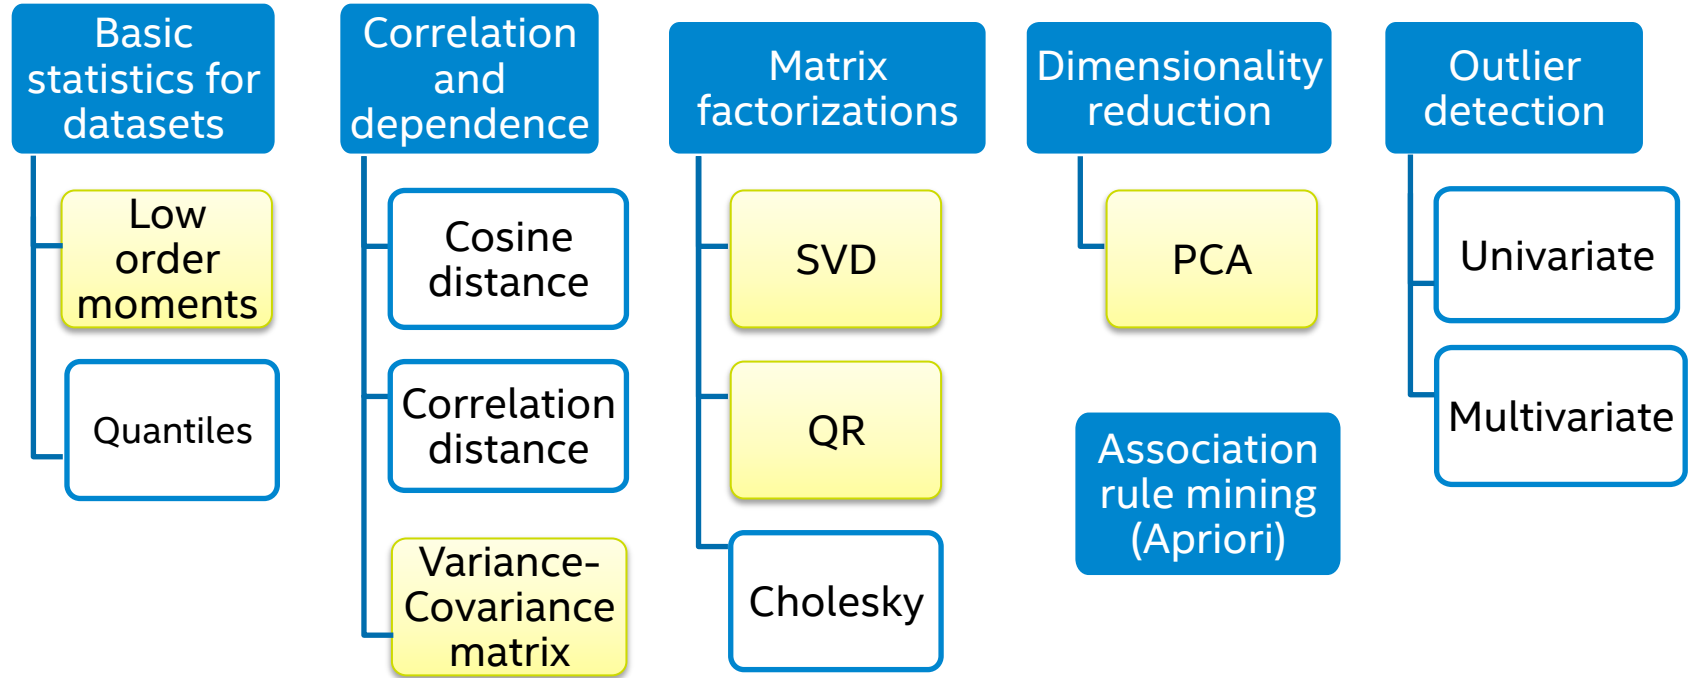 Basic
statistics for
datasets
Low
order
moments
Quantiles
Correlation
and
dependence
Cosine
distance
Correlation
distance
Variance-
Covariance
matrix
Matrix
factorizations
SVD
QR
Cholesky
Dimensionality
reduction
PCA
Association
rule mining
(Apriori)
Outlier
detection
Univariate
Multivariate